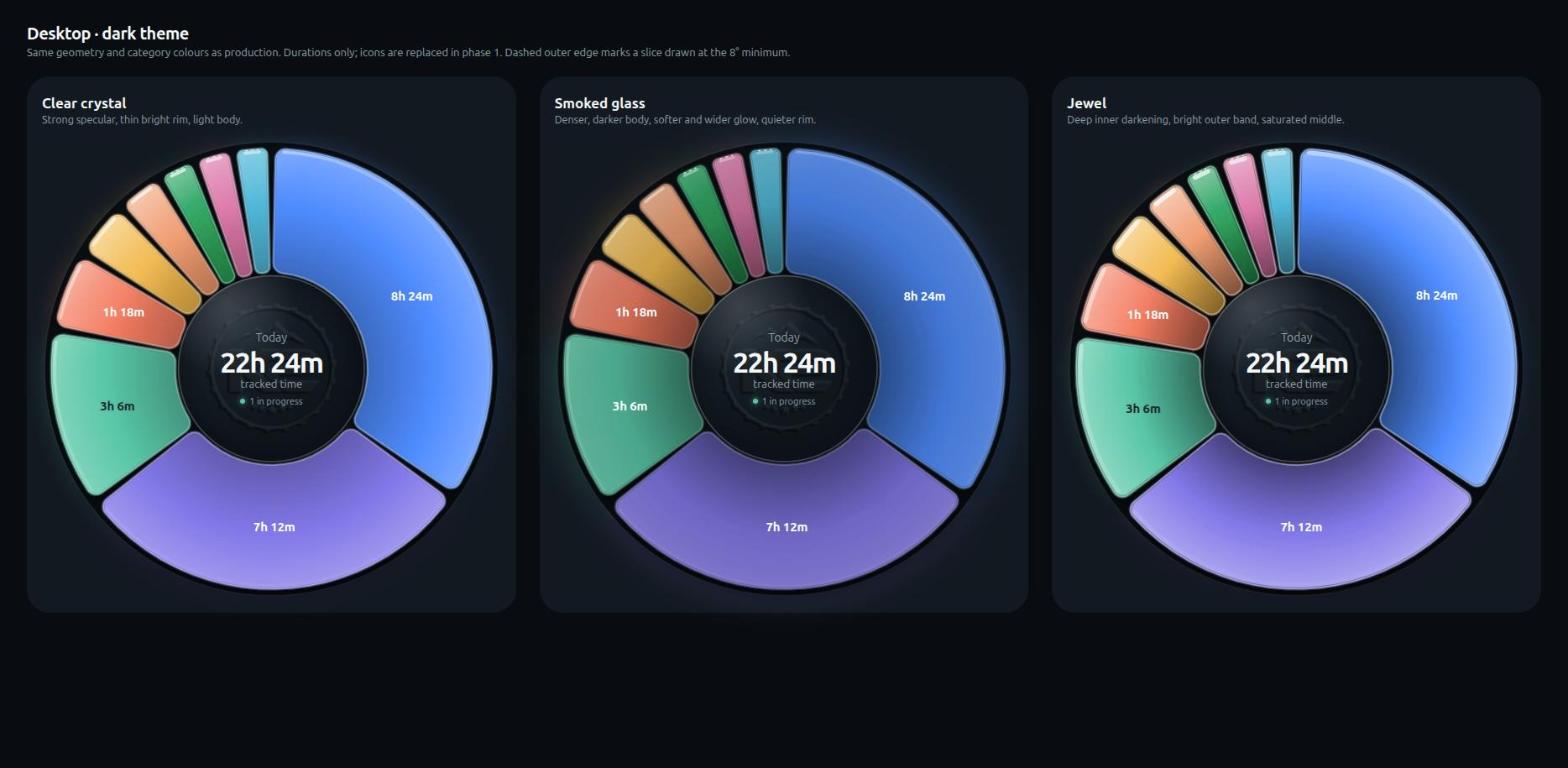 Desktop · dark theme
Same geometry and category colours as production. Durations only; icons are replaced in phase 1. Dashed outer edge marks a slice drawn at the 8° minimum.
Clear crystal
Strong specular, thin bright rim, light body.
8h 24m
1h 18m
Today
22h 24m
tracked time
1 in progress
3h 6m
7h 12m
Smoked glass
Denser, darker body, softer and wider glow, quieter rim.
8h 24m
1h 18m
Today
22h 24m
tracked time
1 in progress
3h 6m
7h 12m
Jewel
Deep inner darkening, bright outer band, saturated middle.
8h 24m
1h 18m
Today
22h 24m
tracked time
1 in progress
3h 6m
7h 12m